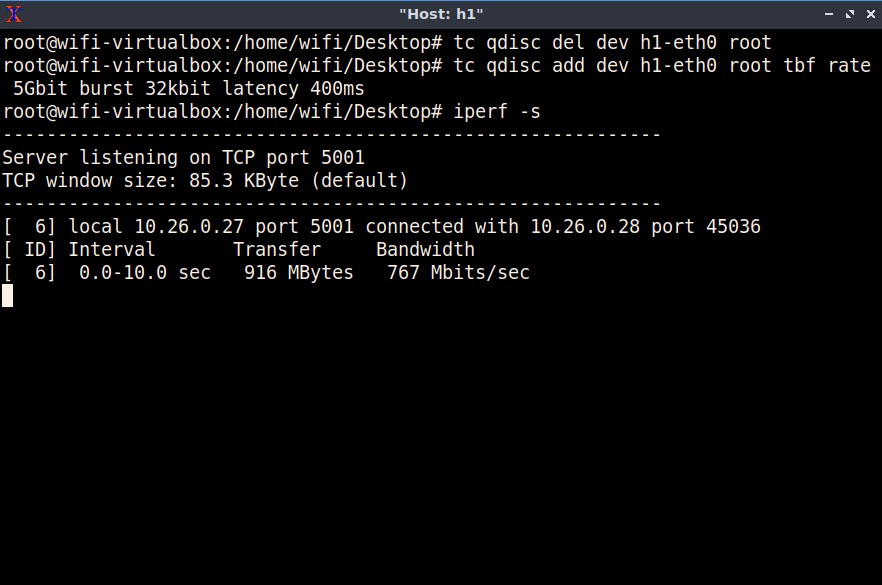 "Host: h1"
root@wifi-virtualbox:/home/wifi/Desktop# tc qdisc del dev h1-eth0 root
root@wifi-virtualbox:/home/wifi/Desktop# tc qdisc add dev h1-eth0 root tbf rate
 5Gbit burst 32kbit latency 400ms
root@wifi-virtualbox:/home/wifi/Desktop# iperf -s
------------------------------------------------------------
Server listening on TCP port 5001
TCP window size: 85.3 KByte (default)
------------------------------------------------------------
[  6] local 10.26.0.27 port 5001 connected with 10.26.0.28 port 45036
[ ID] Interval       Transfer     Bandwidth
[  6]  0.0-10.0 sec   916 MBytes   767 Mbits/sec